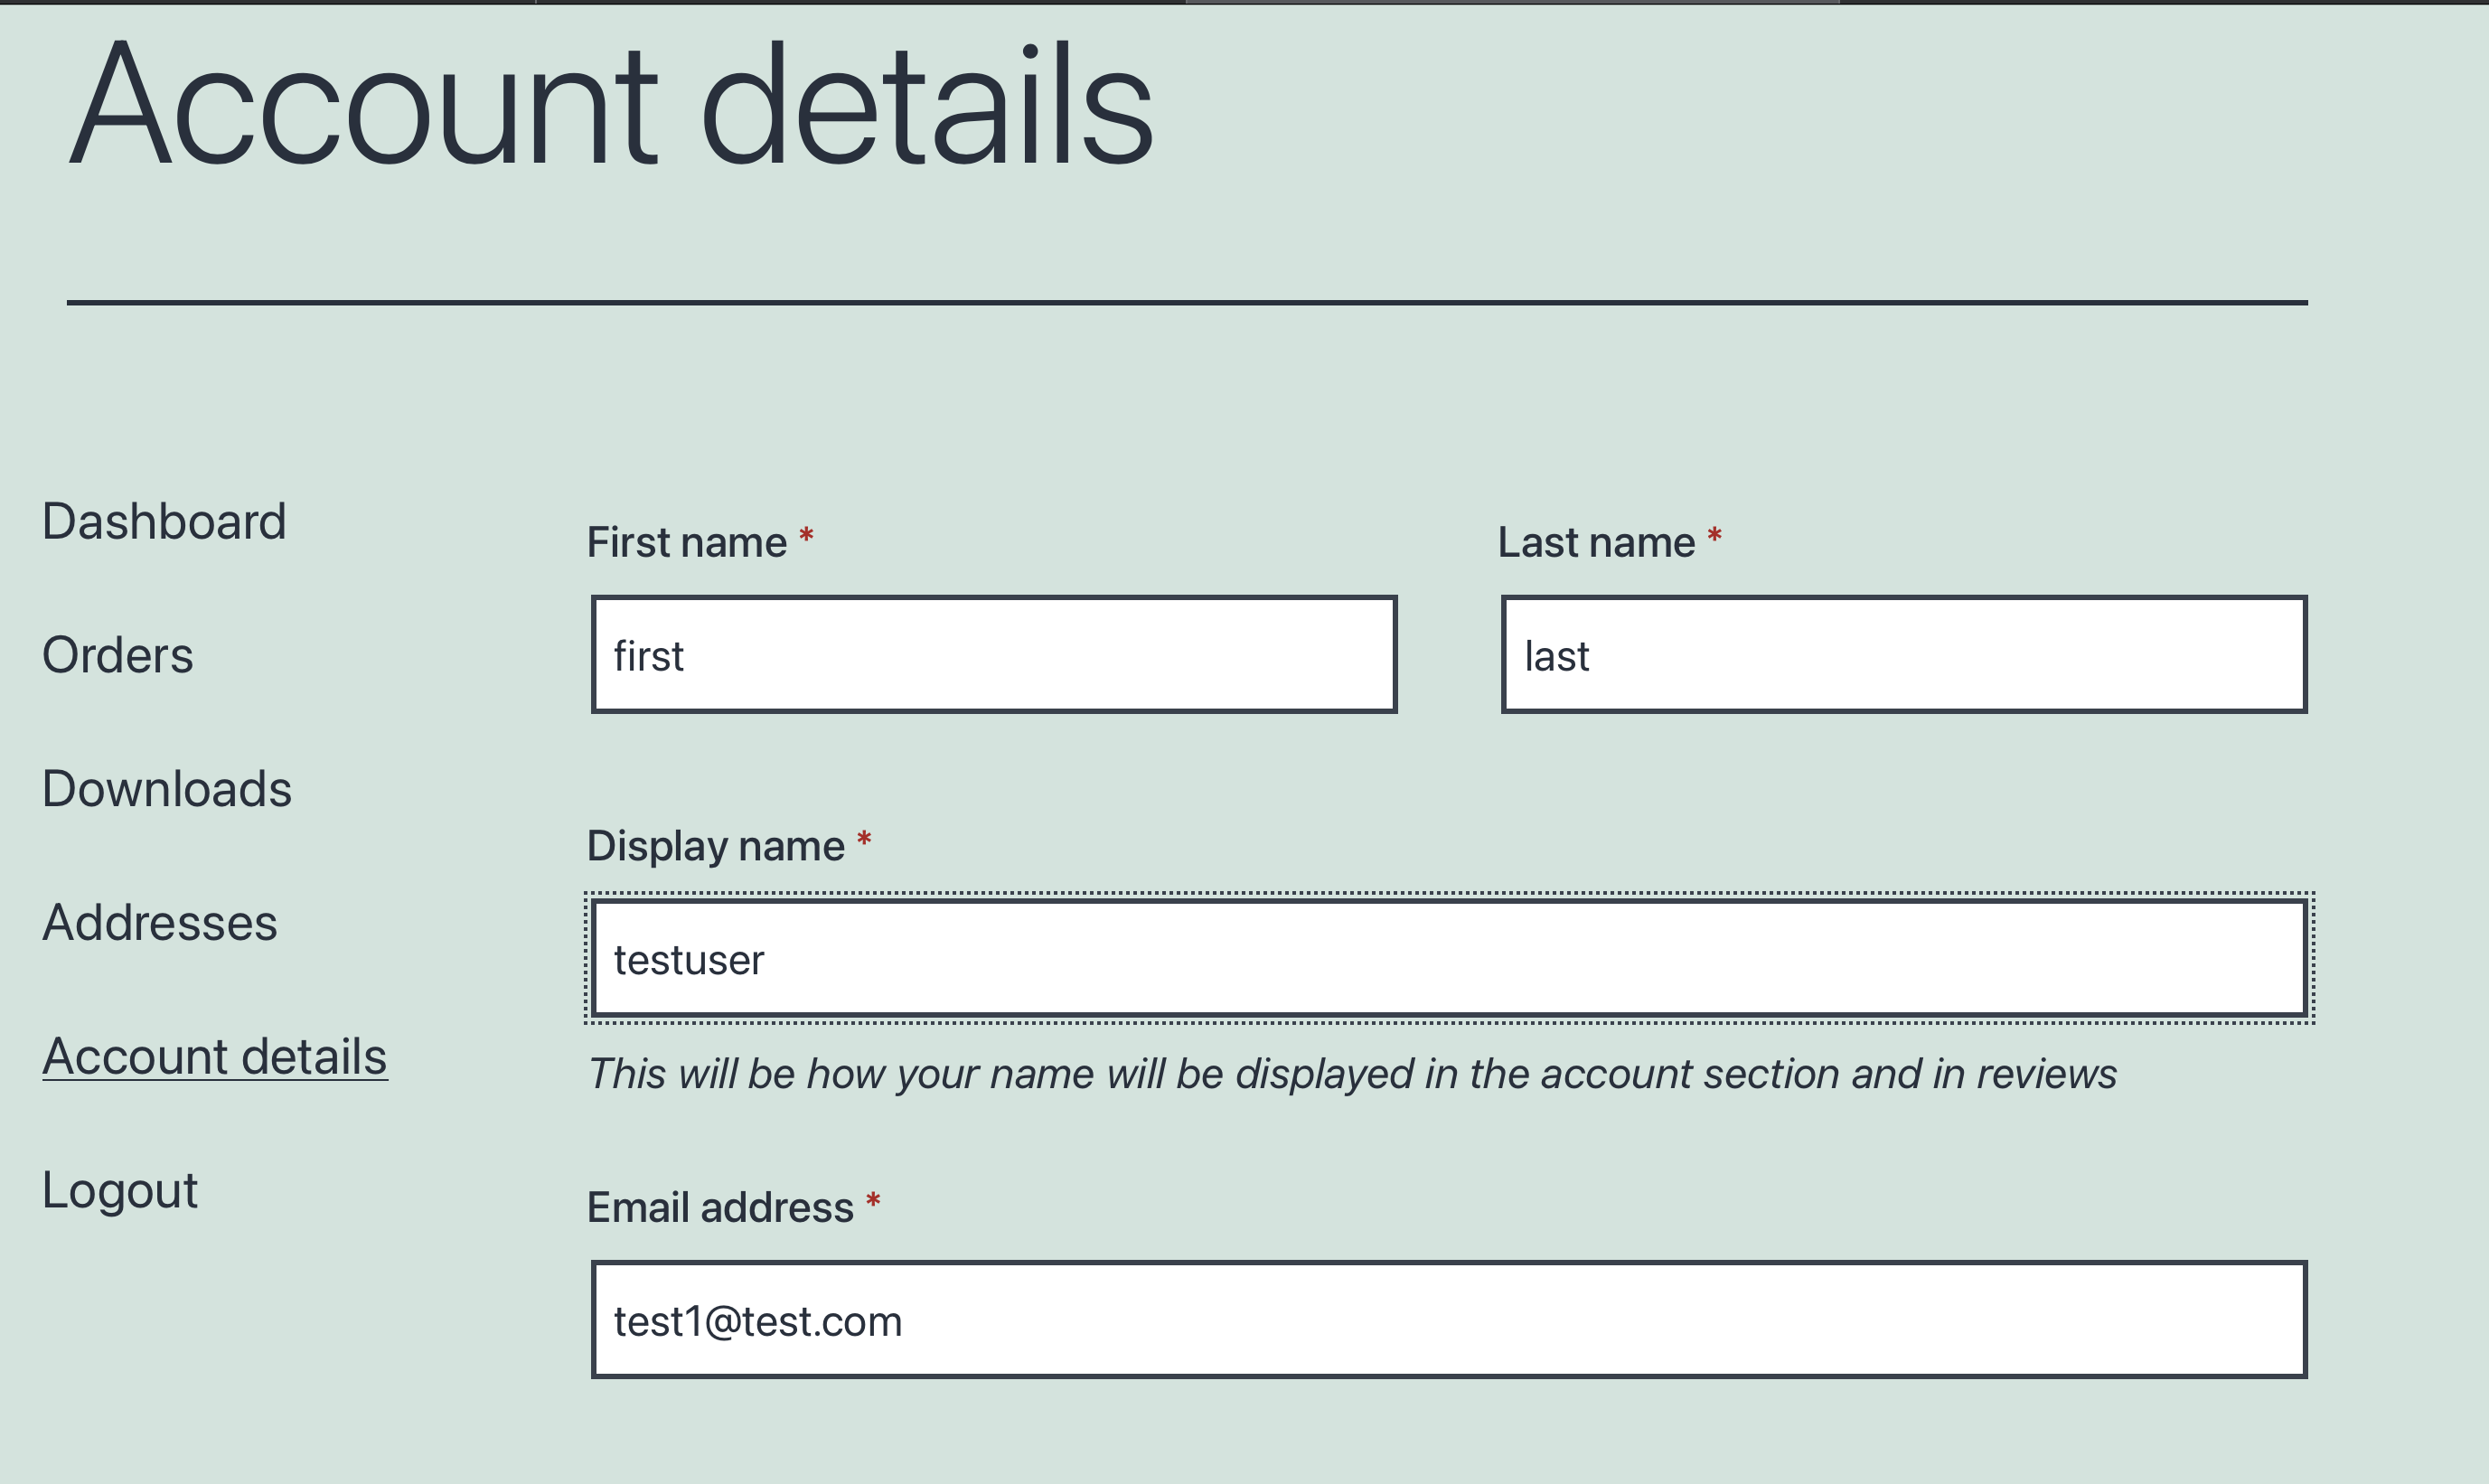 Account details
Dashboard
Orders
Downloads
Addresses
Account details
Logout
First name *
Last name *
first
last
Display name *
testuser
This will be how your name will be displayed in the account section and in reviews
Email address *
test1@test.com